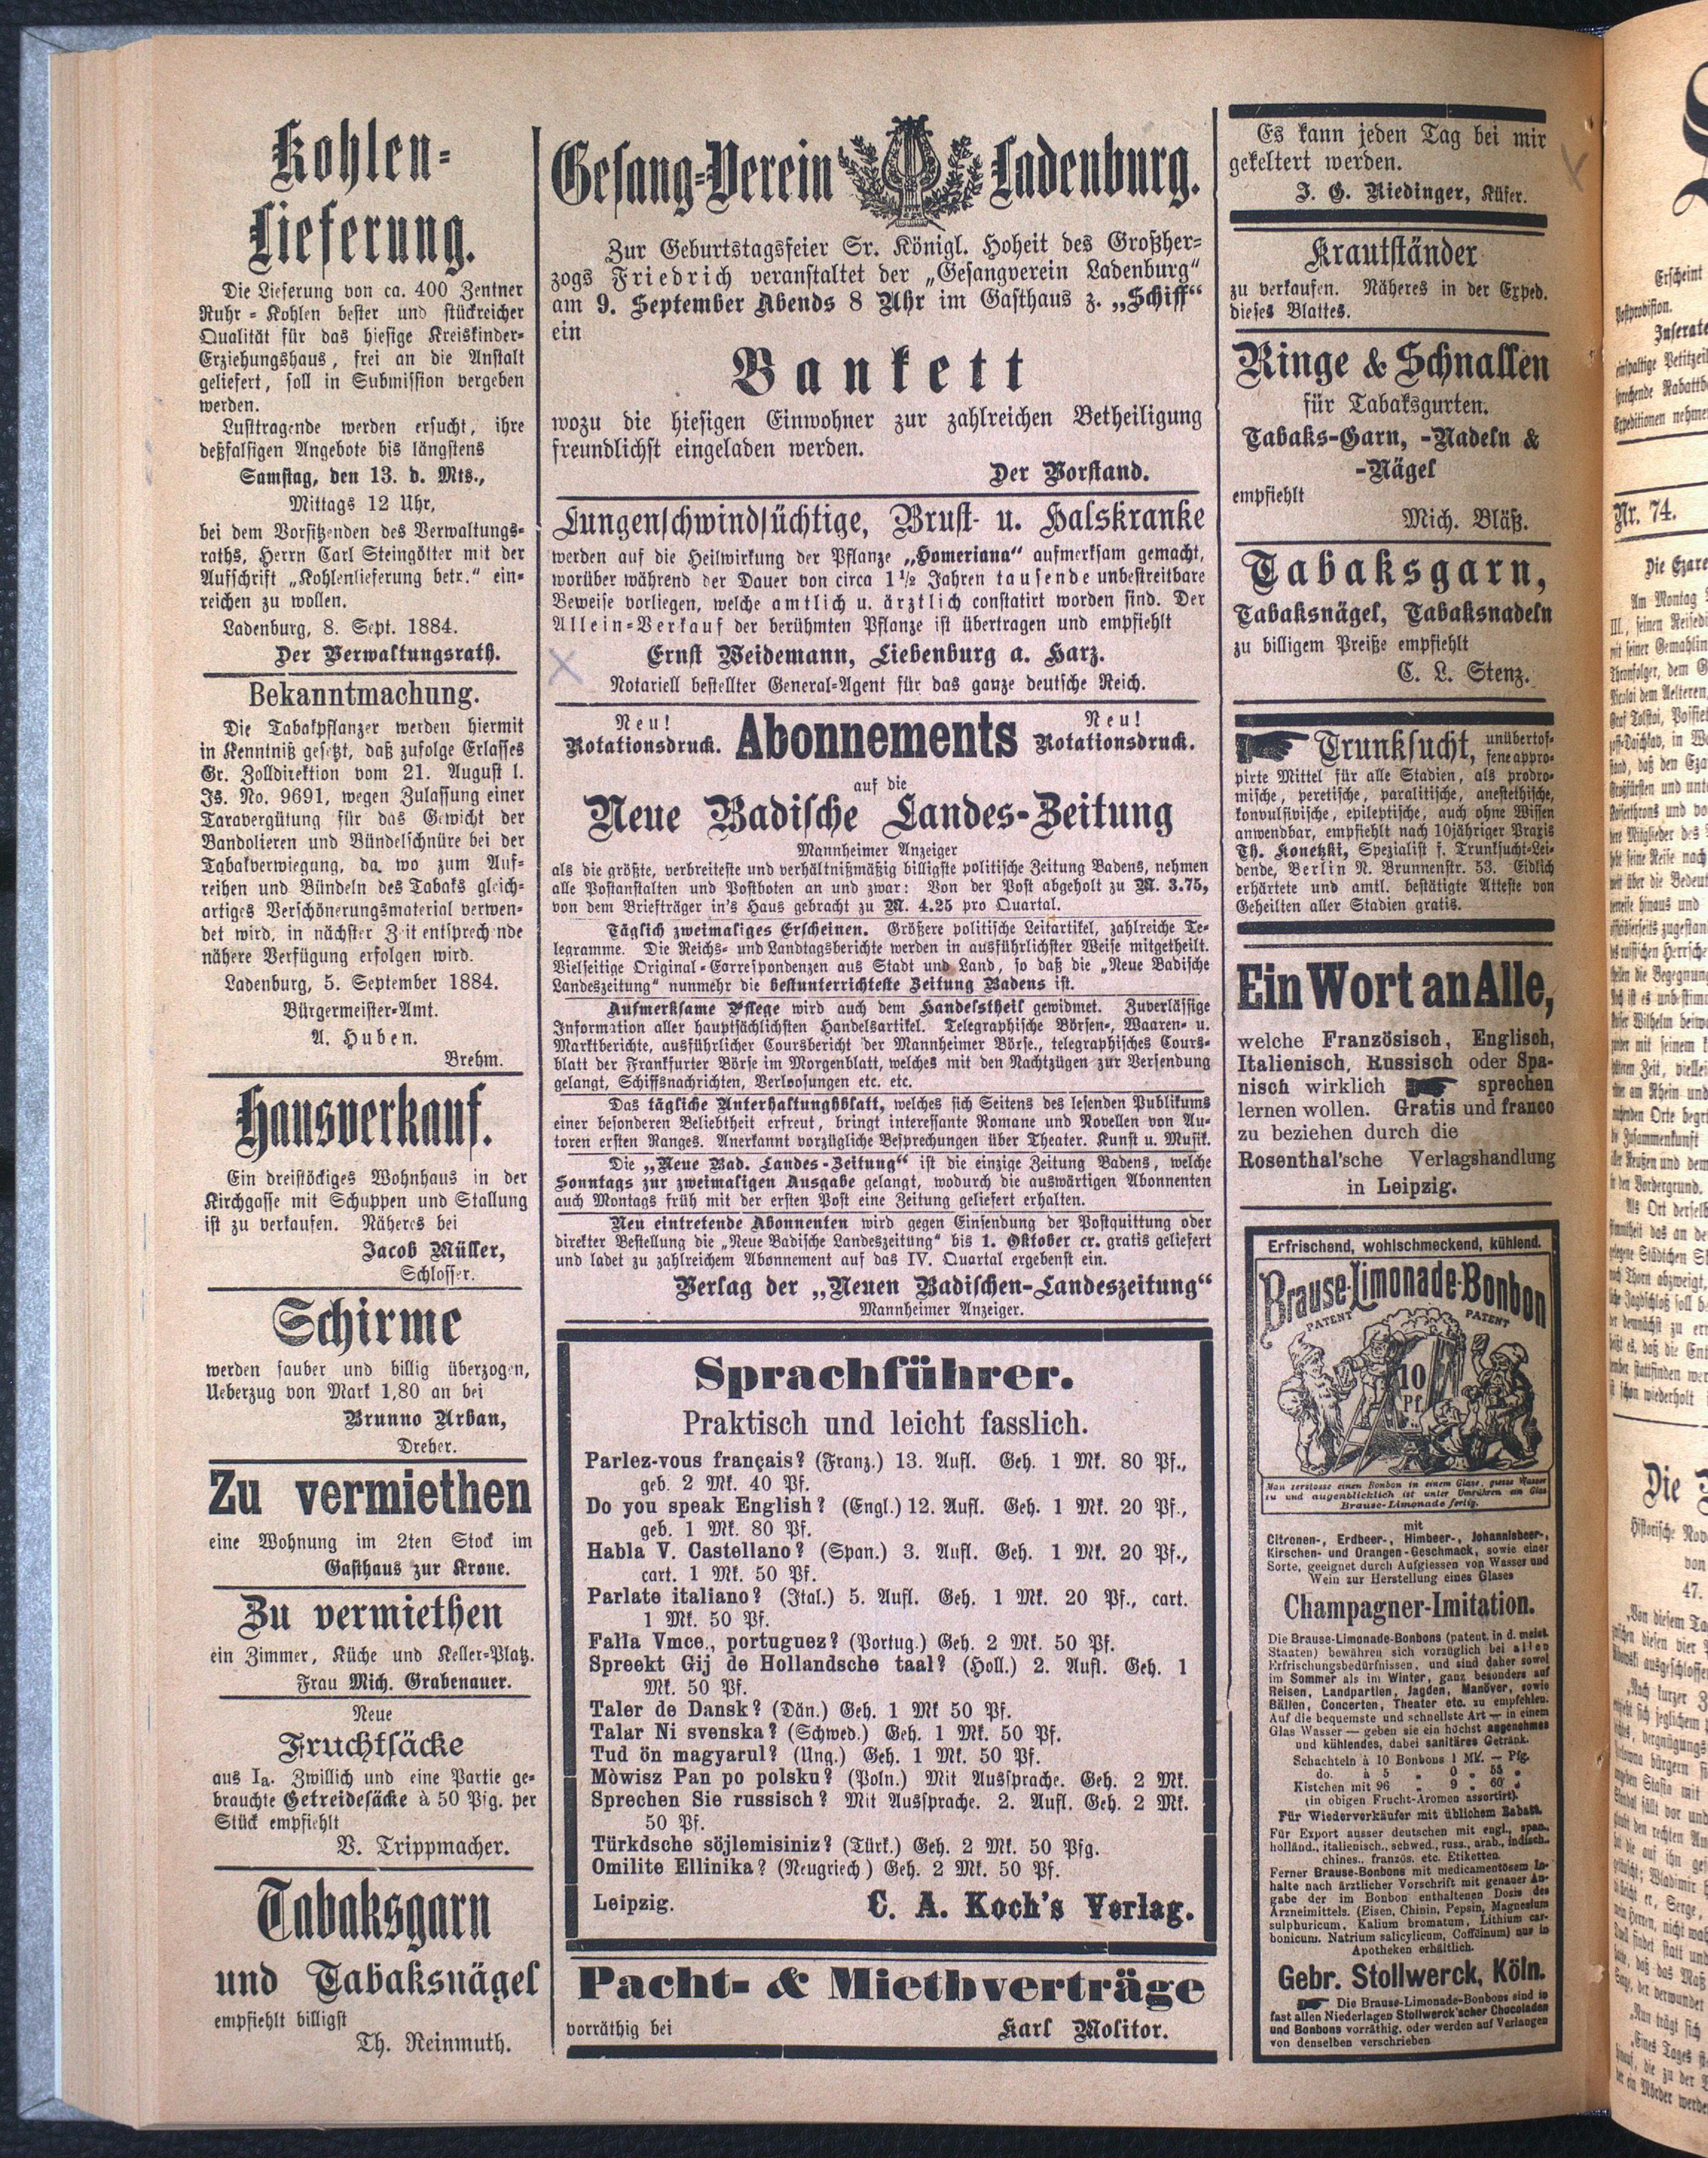 Kohlen-
Lieferung.
Die Lieferung von ca. 400 Zentner
Ruhr-Kohlen bester und stückreicher
Qualität für das hiesige Kreiskinder-
Erziehungshaus, frei an die Anstalt
geliefert, soll in Submission vergeben
werden.
Lusttragende werden ersucht, ihre
deßfalsigen Angebote bis längstens
Samstag, den 13. d. Mts.,
Mittags 12 Uhr,
bei dem Vorsitzenden des Verwaltungs-
raths, Herrn Carl Steingötter mit der
Aufschrift „Kohlenlieferung betr.“ ein-
reichen zu wollen.
Ladenburg, 8. Sept. 1884.
Der Verwaltungsrath.
Bekanntmachung.
Die Tabakpflanzer werden hiermit
in Kenntniß gesetzt, daß zufolge Erlasses
Gr. Zolldirektion vom 21. August l.
Js. No. 9691, wegen Zulassung einer
Taravergütung für das Gewicht der
Bandolieren und Bündelschnüre bei der
Tabakverwiegung, da wo zum Auf-
reihen und Bündeln des Tabaks gleich-
artiges Verschönerungsmaterial verwen-
det wird, in nächster Zeit entsprechende
nähere Verfügung erfolgen wird.
Ladenburg, 5. September 1884.
Bürgermeister-Amt.
A. Huben.
Brehm.
Hausverkauf.
Ein dreistöckiges Wohnhaus in der
Kirchgasse mit Schuppen und Stallung
ist zu verkaufen. Näheres bei
Jacob Müller,
Schlosser.
Schirme
werden sauber und billig überzogen,
Ueberzug von Mark 1,80 an bei
Brunno Urban,
Dreher.
Zu vermiethen
eine Wohnung im 2ten Stock im
Gasthaus zur Krone.
Zu vermiethen
ein Zimmer, Küche und Keller-Platz.
Frau Mich. Grabenauer.
Neue
Fruchtsäcke
aus Ia. Zwillich und eine Partie ge-
brauchte Getreidesäcke à 50 Pfg. per
Stück empfiehlt
V. Trippmacher.
Tabaksgarn
und Tabaksnägel
empfiehlt billigst
Th. Reinmuth.
Gesang-Verein Ladenburg.
Zur Geburtstagsfeier Sr. Königl. Hoheit des Großher-
zogs Friedrich veranstaltet der „Gesangverein Ladenburg“
am 9. September Abends 8 Uhr im Gasthaus z. „Schiff“
ein
Bankett
wozu die hiesigen Einwohner zur zahlreichen Betheiligung
freundlichst eingeladen werden.
Der Vorstand.
Lungenschwindsüchtige, Brust- u. Halskranke
werden auf die Heilwirkung der Pflanze „Homeriana“ aufmerksam gemacht,
worüber während der Dauer von circa 1½ Jahren tausende unbestreitbare
Beweise vorliegen, welche amtlich u. ärztlich constatirt worden sind. Der
Allein-Verkauf der berühmten Pflanze ist übertragen und empfiehlt
Ernst Weidemann, Liebenburg a. Harz.
Notariell bestellter General-Agent für das ganze deutsche Reich.
Neu! Rotationsdruck. Abonnements Neu! Rotationsdruck.
auf die
Neue Badische Landes-Zeitung
Mannheimer Anzeiger
als die größte, verbreiteste und verhältnißmäßig billigste politische Zeitung Badens, nehmen
alle Postanstalten und Postboten an und zwar: Von der Post abgeholt zu M. 3.75,
von dem Briefträger in's Haus gebracht zu M. 4.25 pro Quartal.
Täglich zweimaliges Erscheinen. Größere politische Leitartikel, zahlreiche Te-
legramme. Die Reichs- und Landtagsberichte werden in ausführlichster Weise mitgetheilt.
Vielseitige Original-Correspondenzen aus Stadt und Land, so daß die „Neue Badische
Landeszeitung“ nunmehr die bestunterrichteste Zeitung Badens ist.
Aufmerksame Pflege wird auch dem Handelstheil gewidmet. Zuverlässige
Information aller hauptsächlichsten Handelsartikel. Telegraphische Börsen-, Waaren- u.
Marktberichte, ausführlicher Coursbericht der Mannheimer Börse, telegraphisches Cours-
blatt der Frankfurter Börse im Morgenblatt, welches mit den Nachtzügen zur Versendung
gelangt, Schiffsnachrichten, Verloosungen etc. etc.
Das tägliche Unterhaltungsblatt, welches sich Seitens des lesenden Publikums
einer besonderen Beliebtheit erfreut, bringt interessante Romane und Novellen von Au-
toren ersten Ranges. Anerkannt vorzügliche Besprechungen über Theater. Kunst u. Musik.
Die „Neue Bad. Landes-Zeitung“ ist die einzige Zeitung Badens, welche
Sonntags zur zweimaligen Ausgabe gelangt, wodurch die auswärtigen Abonnenten
auch Montags früh mit der ersten Post eine Zeitung geliefert erhalten.
Neu eintretende Abonnenten wird gegen Einsendung der Postquittung oder
direkter Bestellung die „Neue Badische Landeszeitung“ bis 1. Oktober cr. gratis geliefert
und ladet zu zahlreichem Abonnement auf das IV. Quartal ergebenst ein.
Verlag der „Neuen Badischen-Landeszeitung“
Mannheimer Anzeiger.
Sprachführer.
Praktisch und leicht fasslich.
Parlez-vous français? (Franz.) 13. Aufl. Geh. 1 Mk. 80 Pf.,
geb. 2 Mk. 40 Pf.
Do you speak English? (Engl.) 12. Aufl. Geh. 1 Mk. 20 Pf.,
geb. 1 Mk. 80 Pf.
Habla V. Castellano? (Span.) 3. Aufl. Geh. 1 Mk. 20 Pf.,
cart. 1 Mk. 50 Pf.
Parlate italiano? (Ital.) 5. Aufl. Geh. 1 Mk. 20 Pf., cart.
1 Mk. 50 Pf.
Falla Vmce., portuguez? (Portug.) Geh. 2 Mk. 50 Pf.
Spreekt Gij de Hollandsche taal? (Holl.) 2. Aufl. Geh. 1
Mk. 50 Pf.
Taler de Dansk? (Dän.) Geh. 1 Mk 50 Pf.
Talar Ni svenska? (Schwed.) Geh. 1 Mk. 50 Pf.
Tud ön magyarul? (Ung.) Geh. 1 Mk. 50 Pf.
Mòwisz Pan po polsku? (Poln.) Mit Aussprache. Geh. 2 Mk.
Sprechen Sie russisch? Mit Aussprache. 2. Aufl. Geh. 2 Mk.
50 Pf.
Türkdsche söjlemisiniz? (Türk.) Geh. 2 Mk. 50 Pfg.
Omilite Ellinika? (Neugriech) Geh. 2 Mk. 50 Pf.
Leipzig. C. A. Koch's Verlag.
Pacht- & Miethverträge
vorräthig bei Karl Molitor.
Es kann jeden Tag bei mir
gekeltert werden.
J. G. Riedinger, Küfer.
Krautständer
zu verkaufen. Näheres in der Exped.
dieses Blattes.
Ringe & Schnallen
für Tabaksgurten.
Tabaks-Garn, -Nadeln &
-Nägel
empfiehlt
Mich. Bläß.
Tabaksgarn,
Tabaksnägel, Tabaksnadeln
zu billigem Preiße empfiehlt
C. L. Stenz.
Trunksucht, unübertof-
fene appro-
pirte Mittel für alle Stadien, als prodro-
mische, peretische, paralitische, anestethische,
konvulsivische, epileptische, auch ohne Wissen
anwendbar, empfiehlt nach 10jähriger Praxis
Th. Konetzki, Spezialist f. Trunksucht-Lei-
dende, Berlin N. Brunnenstr. 53. Eidlich
erhärtete und amtl. bestätigte Atteste von
Geheilten aller Stadien gratis.
Ein Wort an Alle,
welche Französisch, Englisch,
Italienisch, Russisch oder Spa-
nisch wirklich sprechen
lernen wollen. Gratis und franco
zu beziehen durch die
Rosenthal'sche Verlagshandlung
in Leipzig.
Erfrischend, wohlschmeckend, kühlend.
Brause-Limonade-Bonbon
PATENT PATENT
10
Pf.
Man zerstosse einen Bonbon in einem Glase, giesse Wasser
zu und augenblicklich ist unter Umrühren ein Glas
Brause-Limonade fertig.
mit
Citronen-, Erdbeer-, Himbeer-, Johannisbeer-,
Kirschen- und Orangen-Geschmack, sowie einer
Sorte, geeignet durch Aufgiessen von Wasser und
Wein zur Herstellung eines Glases
Champagner-Imitation.
Die Brause-Limonade-Bonbons (patent. in d. meist.
Staaten) bewähren sich vorzüglich bei allen
Erfrischungsbedürfnissen, und sind daher sowol
im Sommer als im Winter, ganz besonders auf
Reisen, Landpartien, Jagden, Manöver, sowie
Bällen, Concerten, Theater etc. zu empfehlen.
Auf die bequemste und schnellste Art — in einem
Glas Wasser — geben sie ein höchst angenehmes
und kühlendes, dabei sanitäres Getränk.
Schachteln à 10 Bonbons 1 Mk. — Pfg.
do. à 5 „ 0 „ 55 „
Kistchen mit 96 „ 9 „ 60 „
(in obigen Frucht-Aromen assortirt).
Für Wiederverkäufer mit üblichem Rabatt.
Für Export ausser deutschen mit engl., span.,
holländ., italienisch., schwed., russ., arab., indisch.,
chines., französ. etc. Etiketten.
Ferner Brause-Bonbons mit medicamentösem In-
halte nach ärztlicher Vorschrift mit genauer An-
gabe der im Bonbon enthaltenen Dosis des
Arzneimittels. (Eisen, Chinin, Pepsin, Magnesium
sulphuricum, Kalium bromatum, Lithium car-
bonicum. Natrium salicylicum, Coffeïnum) nur in
Apotheken erhältlich.
Gebr. Stollwerck, Köln.
Die Brause-Limonade-Bonbons sind in
fast allen Niederlagen Stollwerck'scher Chocoladen
und Bonbons vorräthig, oder werden auf Verlangen
von denselben verschrieben
Erscheint
Nr. 74.
Am Montag
47.